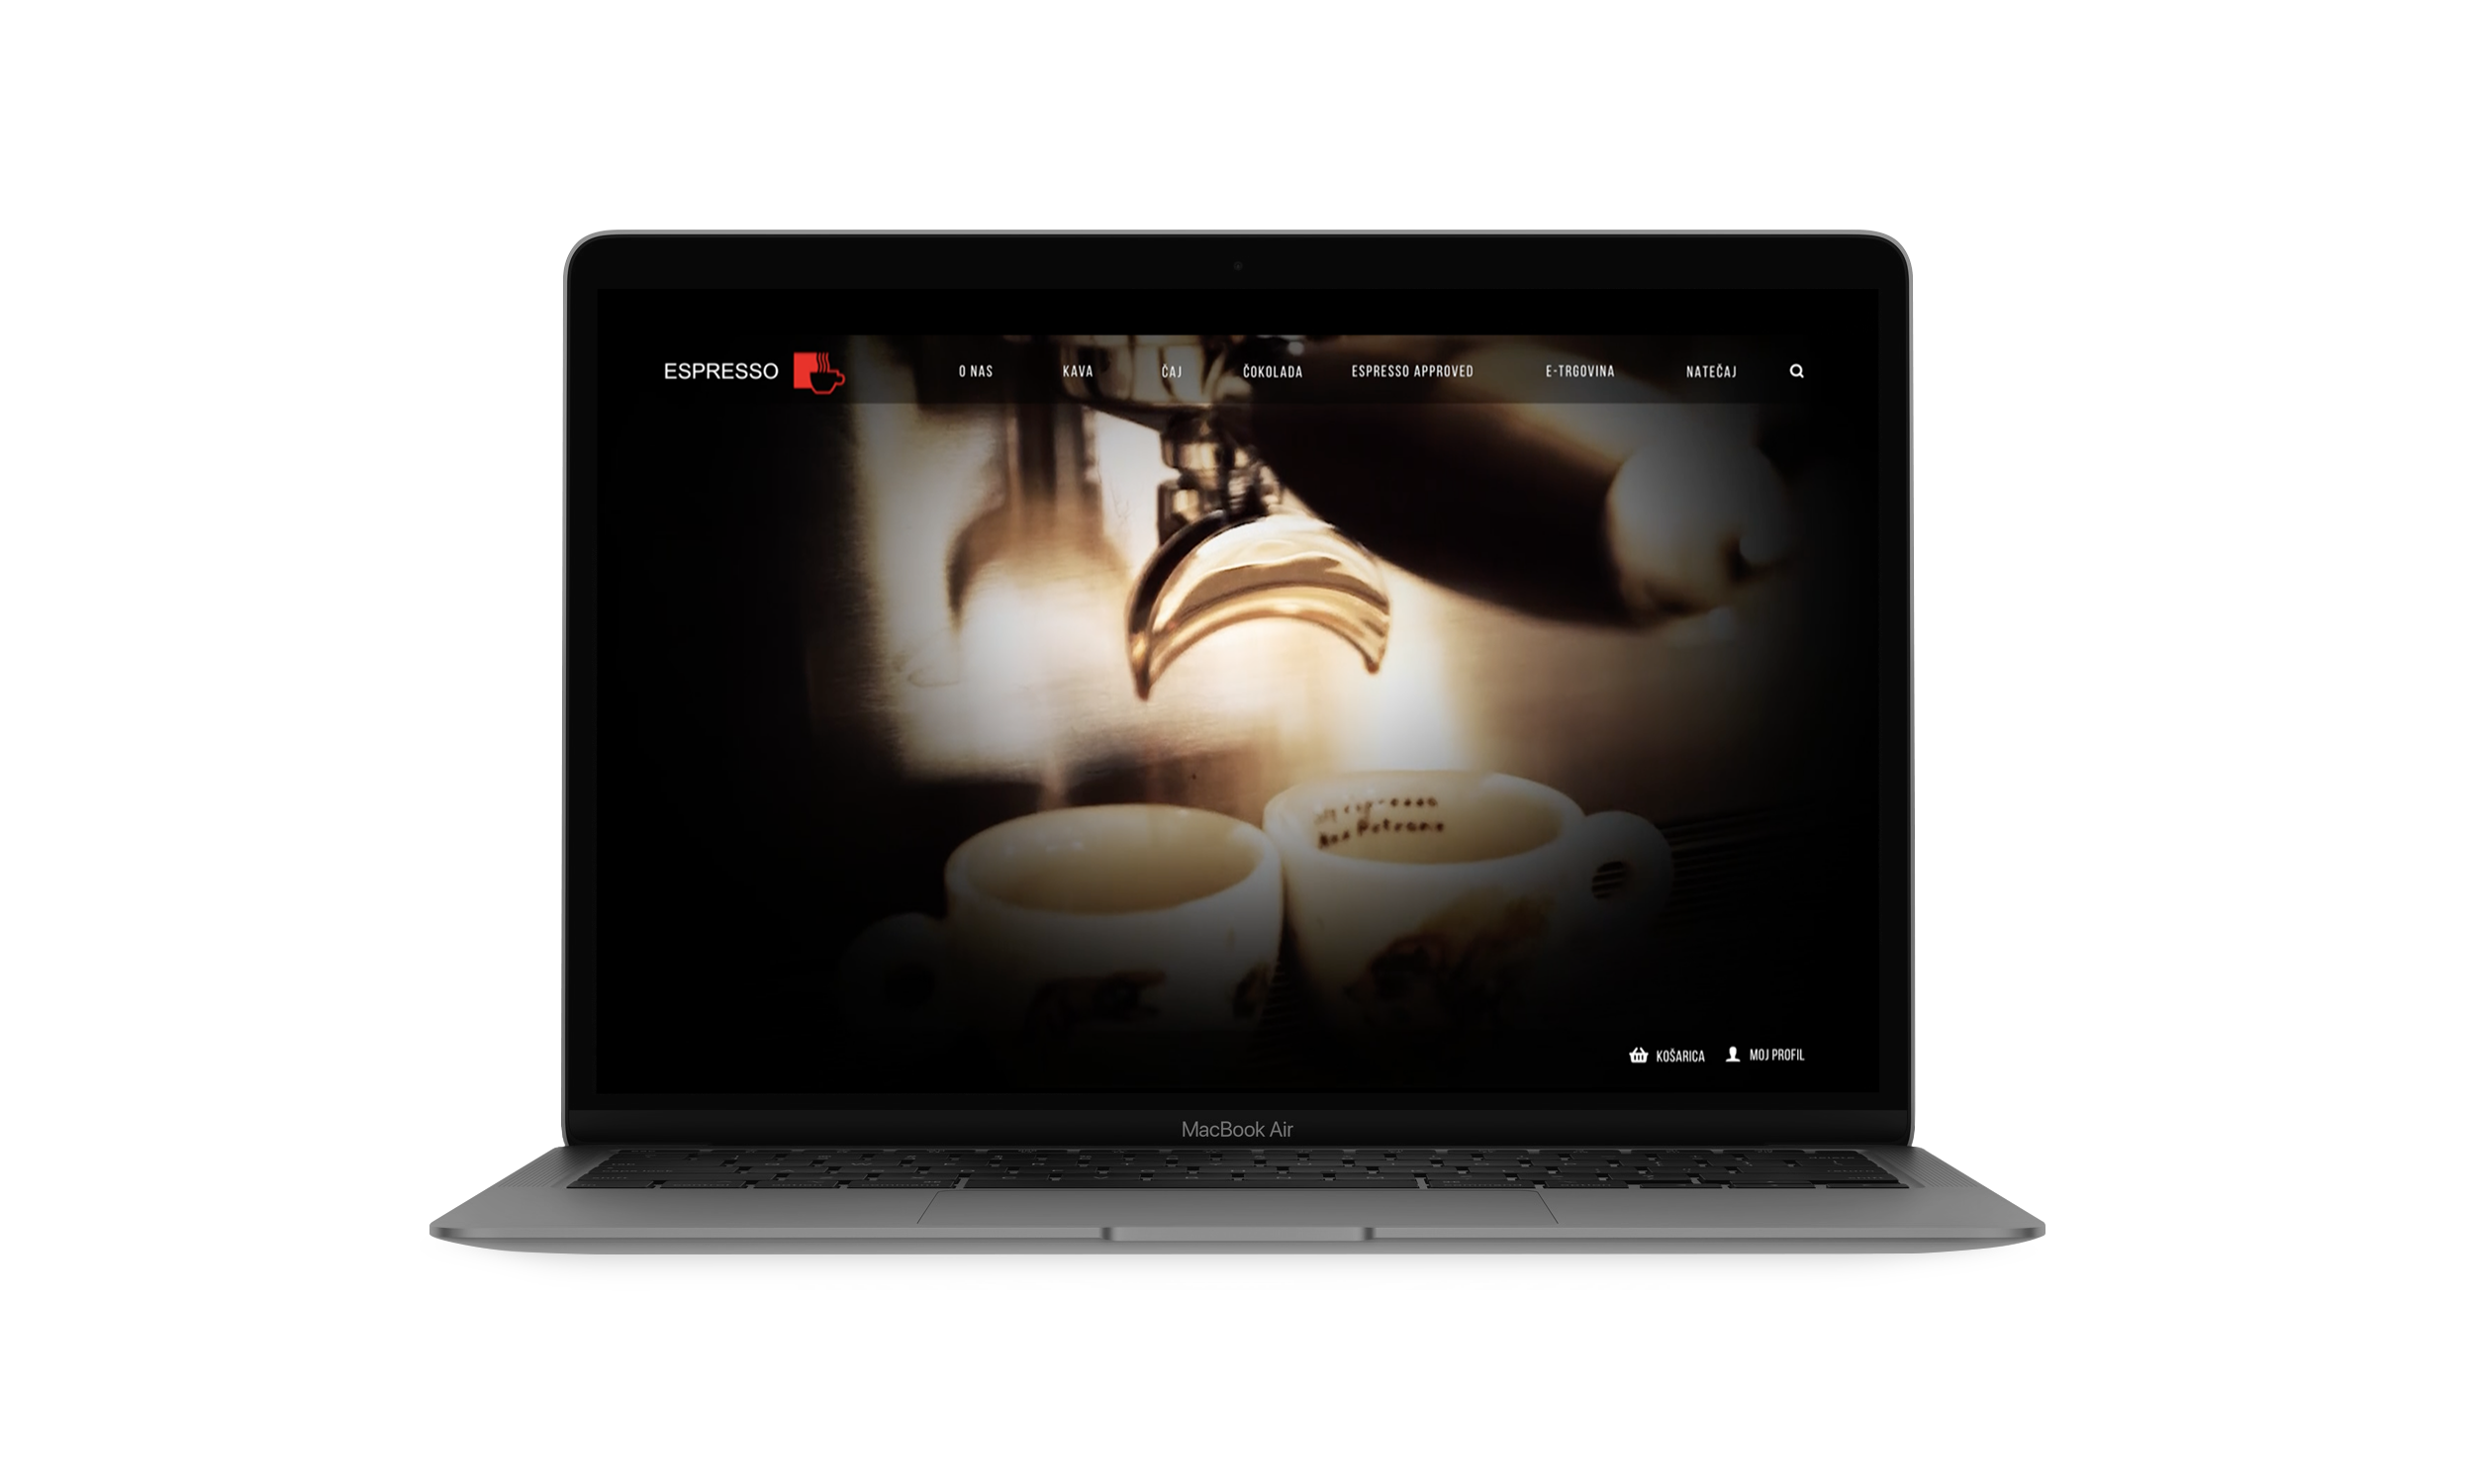 ESPRESSO
O NAS KAVA ČAJ ČOKOLADA ESPRESSO APPROVED E-TRGOVINA NATEČAJ
KOŠARICA MOJ PROFIL
MacBook Air